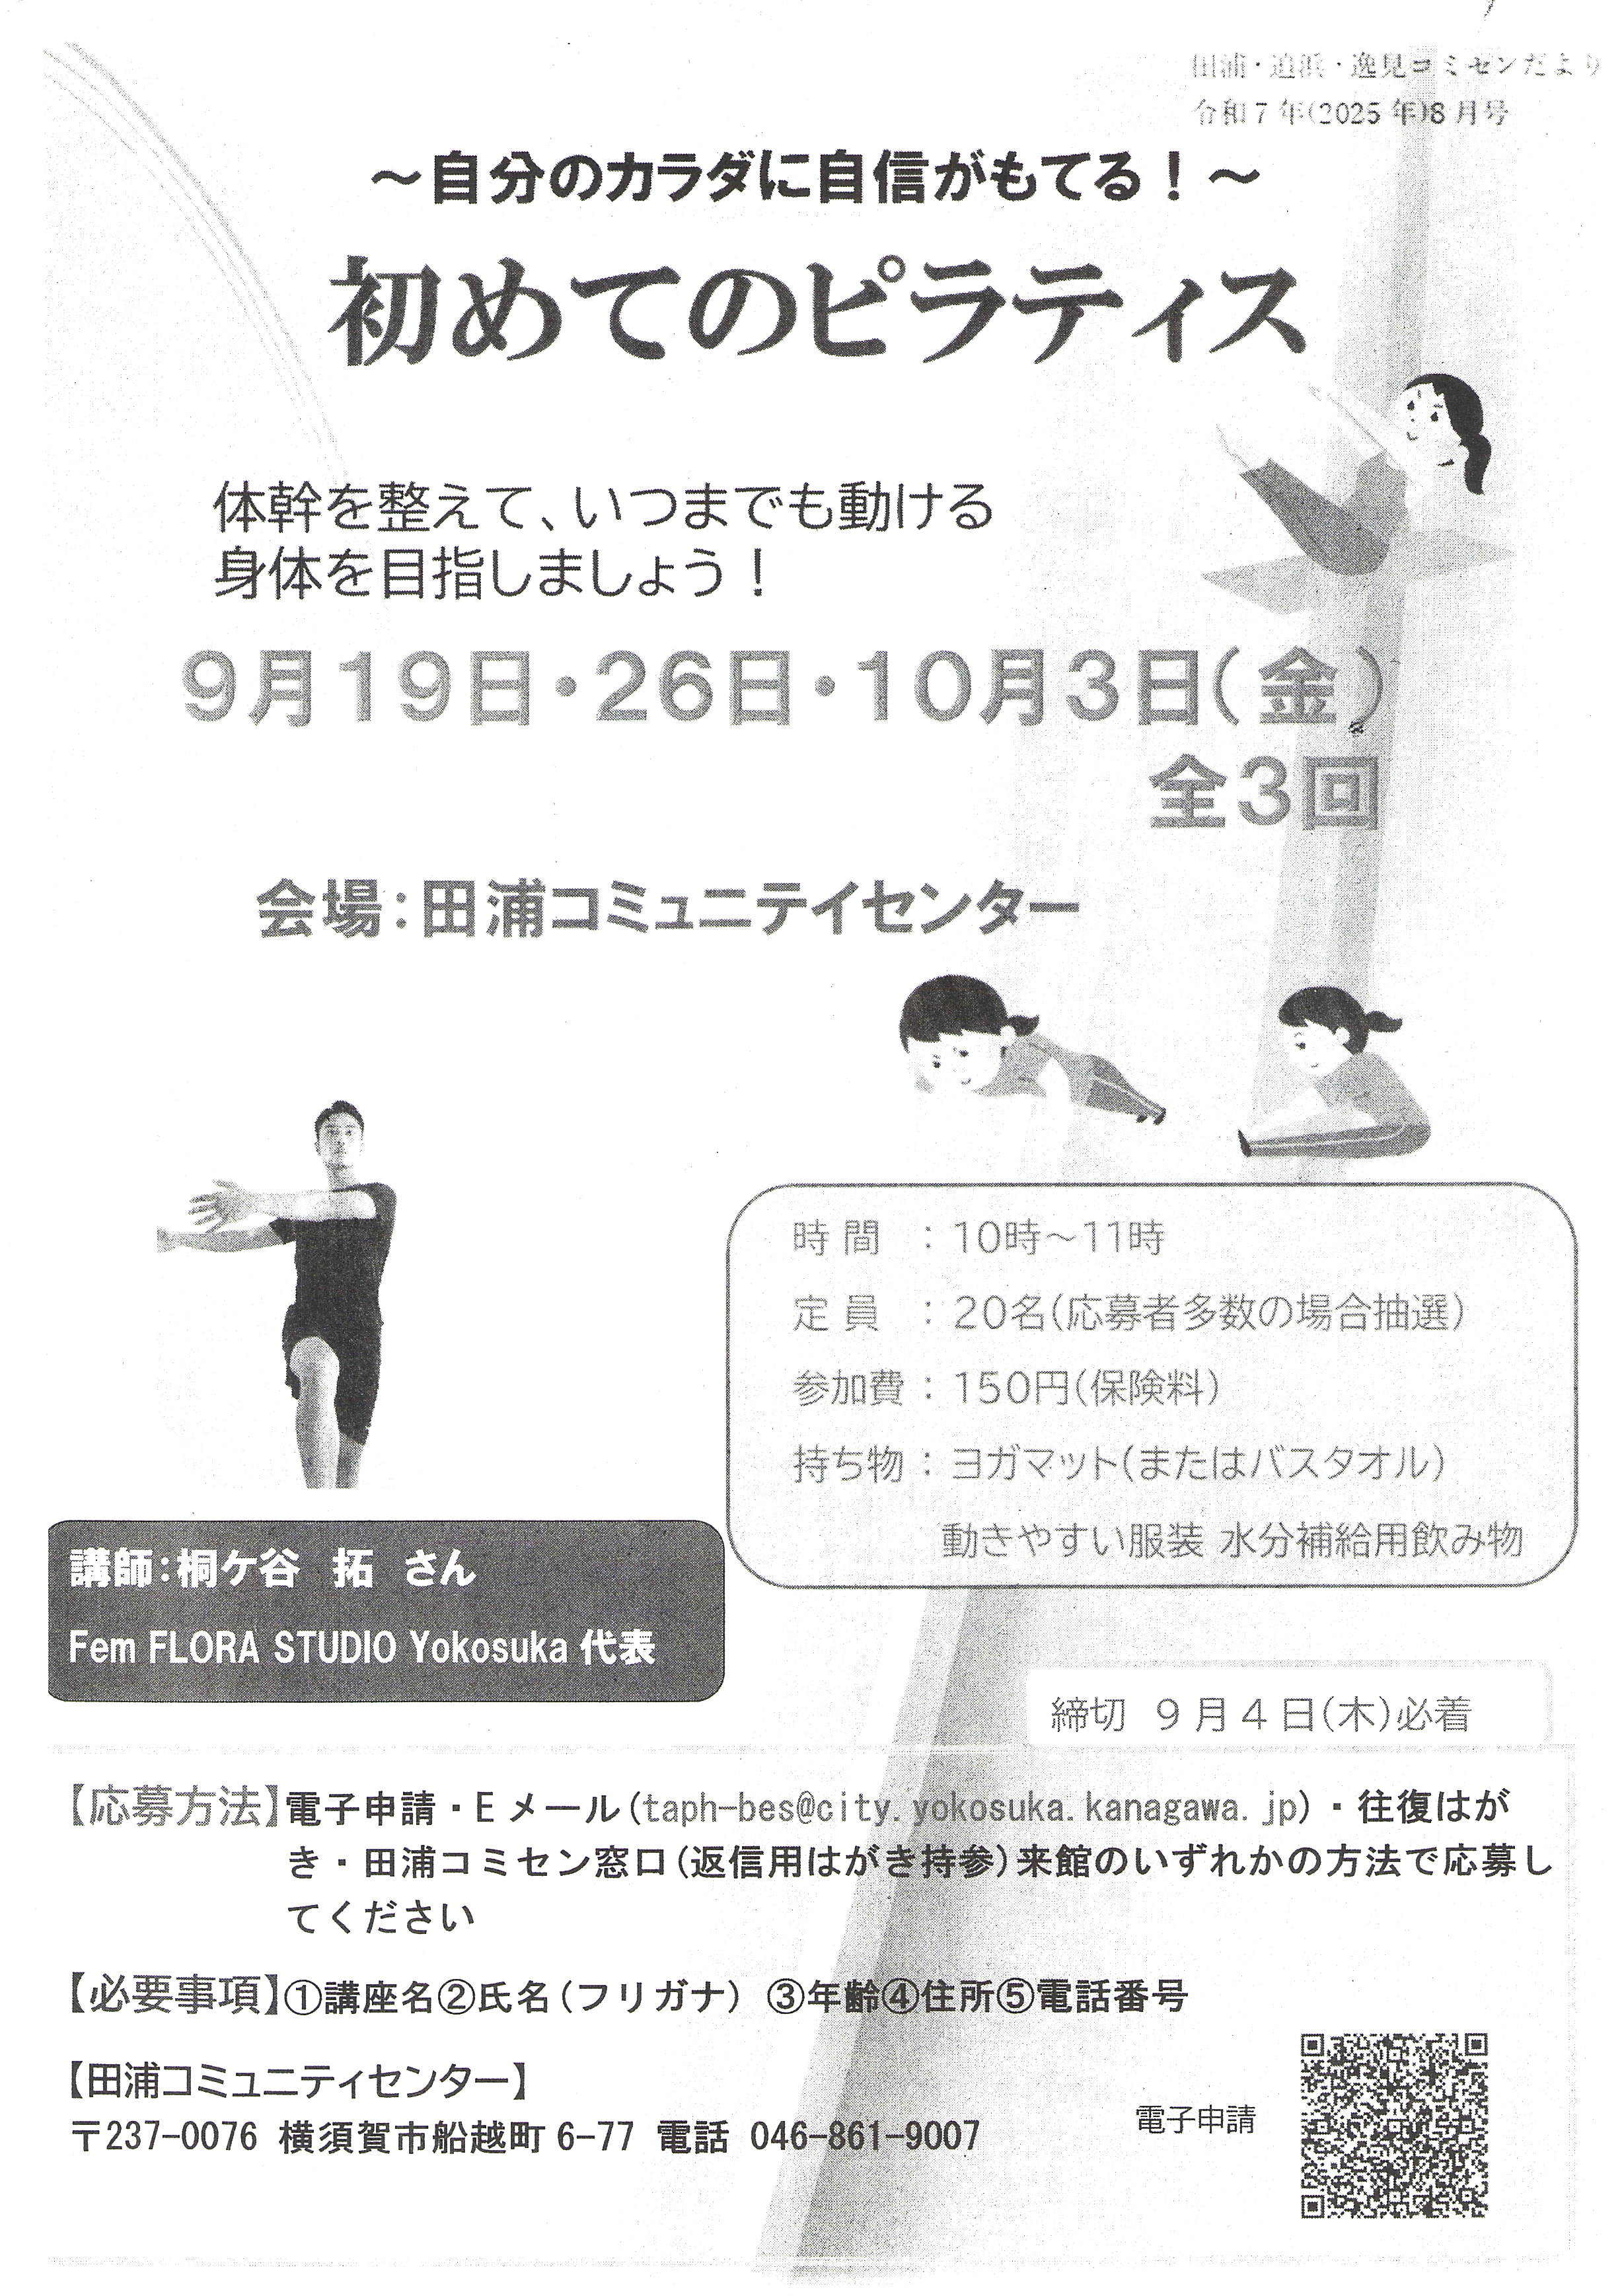 田浦・追浜・逸見コミセンだより
令和7年(2025年)8月号
～自分のカラダに自信がもてる！～
初めてのピラティス
体幹を整えて、いつまでも動ける
身体を目指しましょう！
9月19日・26日・10月3日(金)
全3回
会場：田浦コミュニテイセンター
時間 ：10時～11時
定員 ：20名(応募者多数の場合抽選)
参加費：150円(保険料)
持ち物：ヨガマット(またはバスタオル)
動きやすい服装 水分補給用飲み物
講師：桐ケ谷 拓 さん
Fem FLORA STUDIO Yokosuka 代表
締切 9月4日(木)必着
【応募方法】電子申請・Eメール(taph-bes@city.yokosuka.kanagawa.jp)・往復はが
き・田浦コミセン窓口(返信用はがき持参)来館のいずれかの方法で応募し
てください
【必要事項】①講座名②氏名(フリガナ) ③年齢④住所⑤電話番号
【田浦コミュニティセンター】
〒237-0076 横須賀市船越町6-77 電話 046-861-9007
電子申請